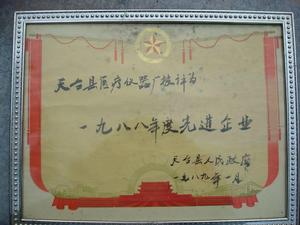 天台县医疗仪器厂被评为
一九八八年度先进企业
天台县人民政府
一九八九年一月